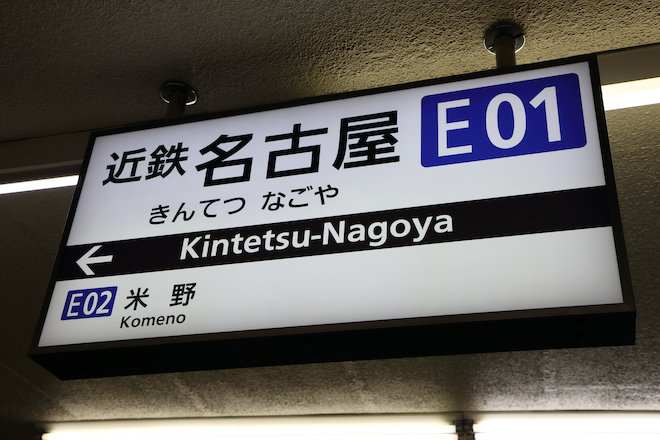 近鉄名古屋 E01
きんてつ なごや
← Kintetsu-Nagoya
E02 米野
Komeno